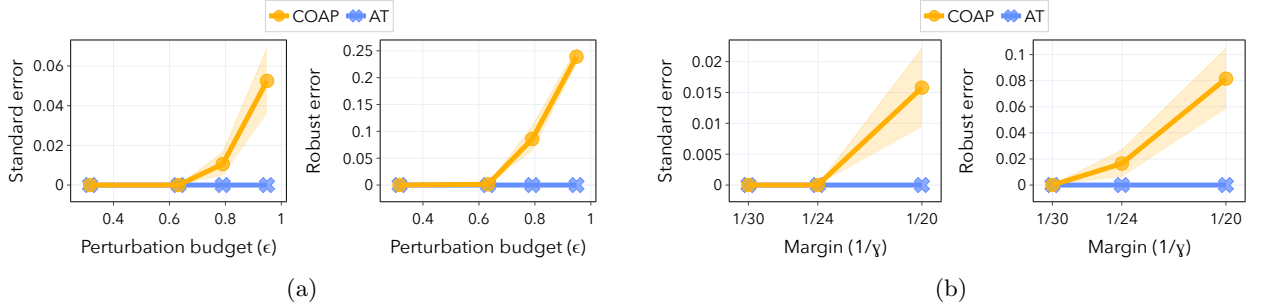 COAP AT
Standard error
0.06
0.04
0.02
0
0.4 0.6 0.8 1
Perturbation budget (ϵ)
Robust error
0.25
0.2
0.15
0.1
0.05
0
0.4 0.6 0.8 1
Perturbation budget (ϵ)
(a)
COAP AT
Standard error
0.02
0.015
0.01
0.005
0
1/30 1/24 1/20
Margin (1/ɣ)
Robust error
0.1
0.08
0.06
0.04
0.02
0
1/30 1/24 1/20
Margin (1/ɣ)
(b)